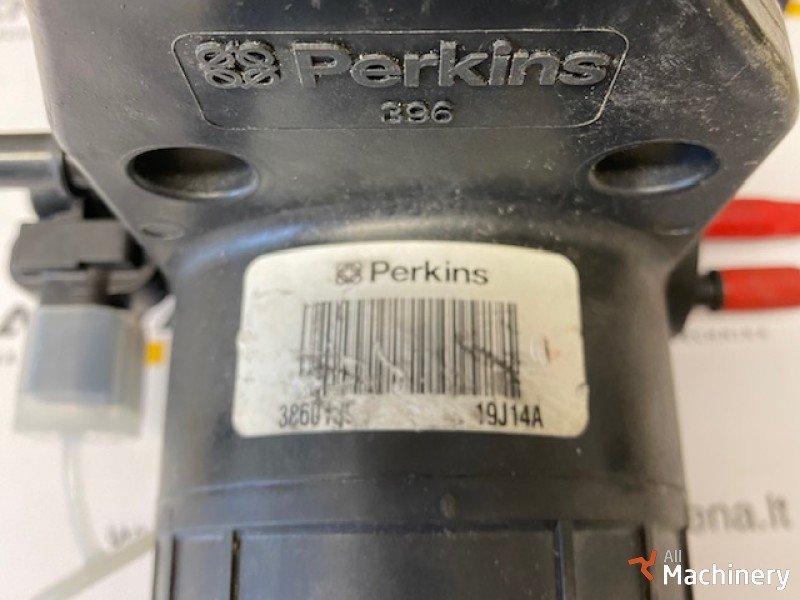 Perkins
396
Perkins
19J14A
All
Machinery